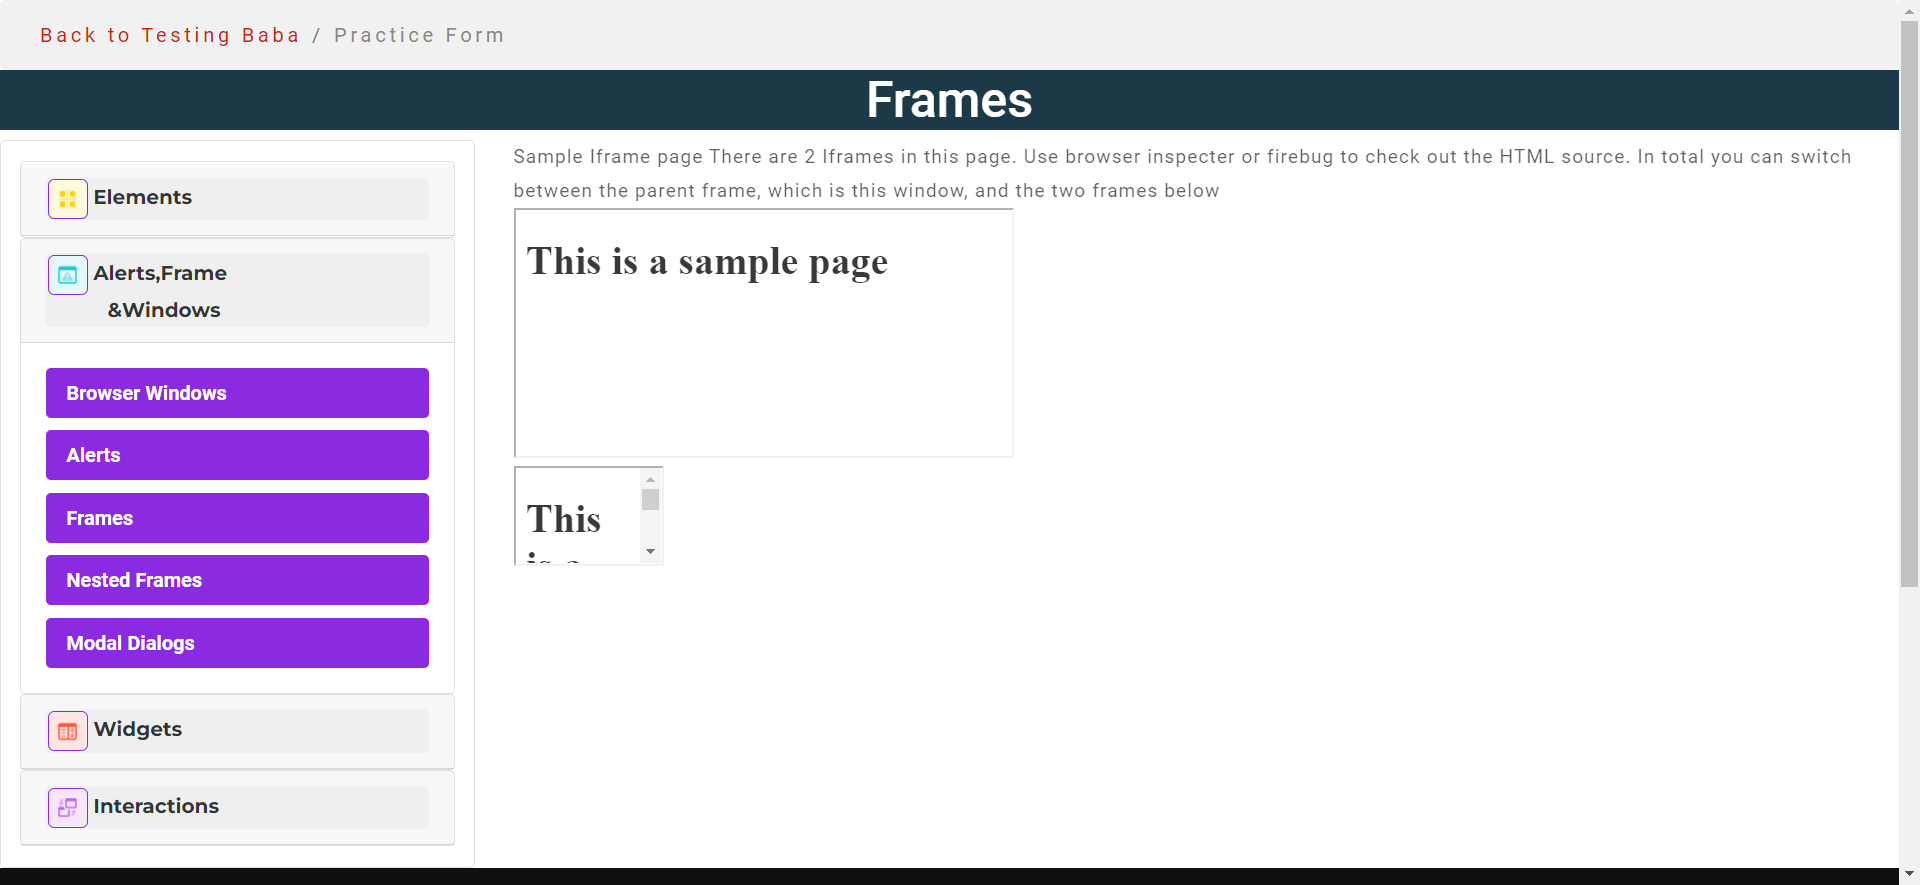 Back to Testing Baba / Practice Form
Frames
Elements
Alerts,Frame
&Windows
Browser Windows
Alerts
Frames
Nested Frames
Modal Dialogs
Widgets
Interactions
Sample Iframe page There are 2 Iframes in this page. Use browser inspecter or firebug to check out the HTML source. In total you can switch
between the parent frame, which is this window, and the two frames below
This is a sample page
This
is a